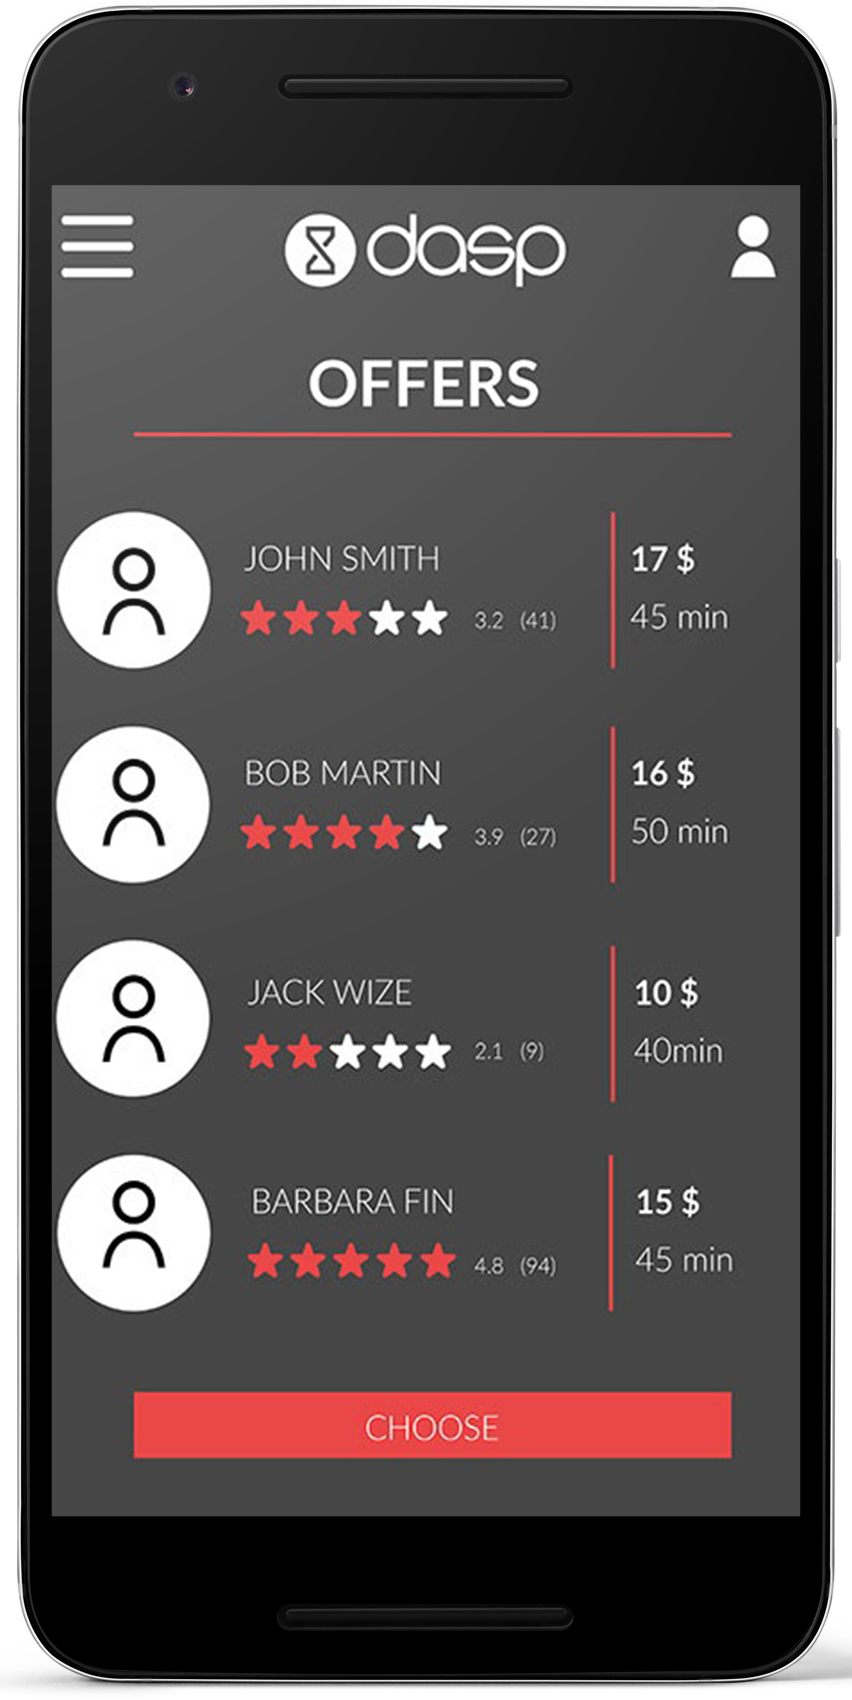 dasp
OFFERS
JOHN SMITH
3.2 (41)
17 $
45 min
BOB MARTIN
3.9 (27)
16 $
50 min
JACK WIZE
2.1 (9)
10 $
40min
BARBARA FIN
4.8 (94)
15 $
45 min
CHOOSE